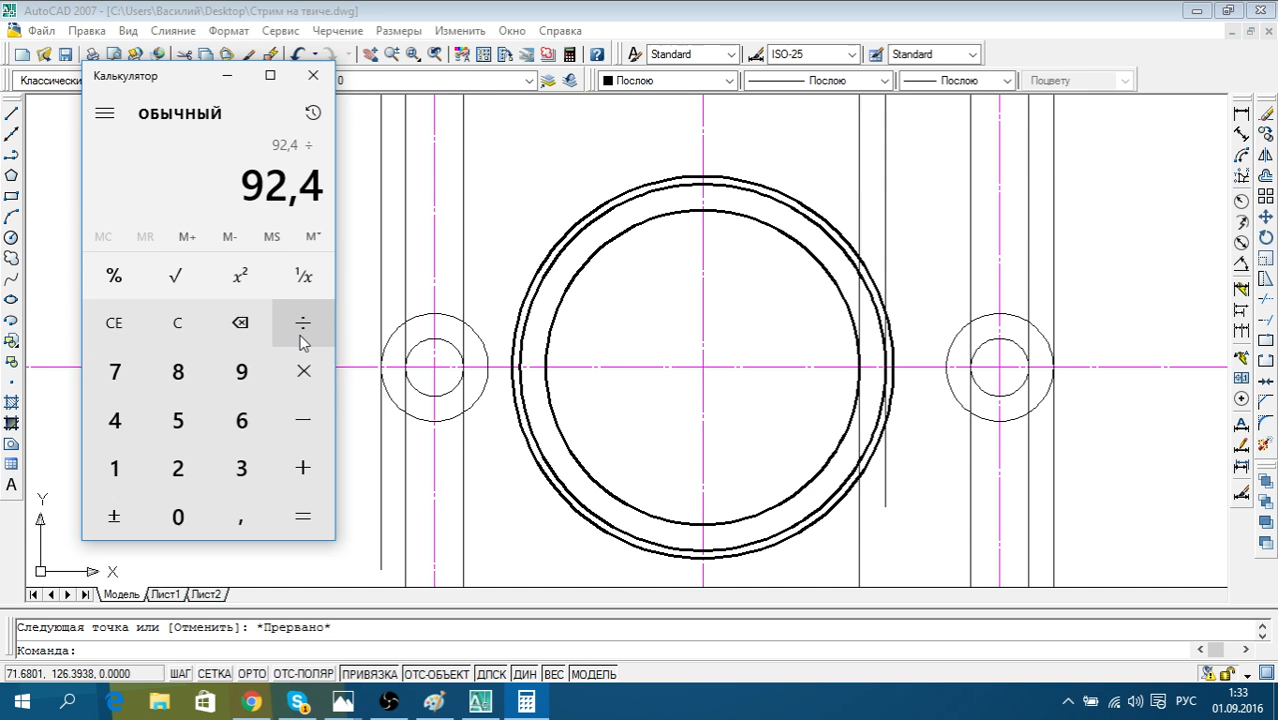 AutoCAD 2007 - [C:\Users\Василий\Desktop\Стрим на твиче.dwg]
Файл Правка Вид Слияние Формат Сервис Черчение Размеры Изменить Окно Справка
Standard ISO-25 Standard
Классически 0 Послою Послою Послою Поцвету
Калькулятор
ОБЫЧНЫЙ
92,4 ÷
92,4
MC MR M+ M- MS M˅
% √ x² ¹/x
CE C ÷
7 8 9 ×
4 5 6 −
1 2 3 +
± 0 , =
Y
X
A
Модель Лист1 Лист2
Следующая точка или [Отменить]: *Прервано*
Команда:
71.6801, 126.3938, 0.0000 ШАГ СЕТКА ОРТО ОТС-ПОЛЯР ПРИВЯЗКА ОТС-ОБЪЕКТ ДПСК ДИН ВЕС МОДЕЛЬ
РУС
1:33
01.09.2016